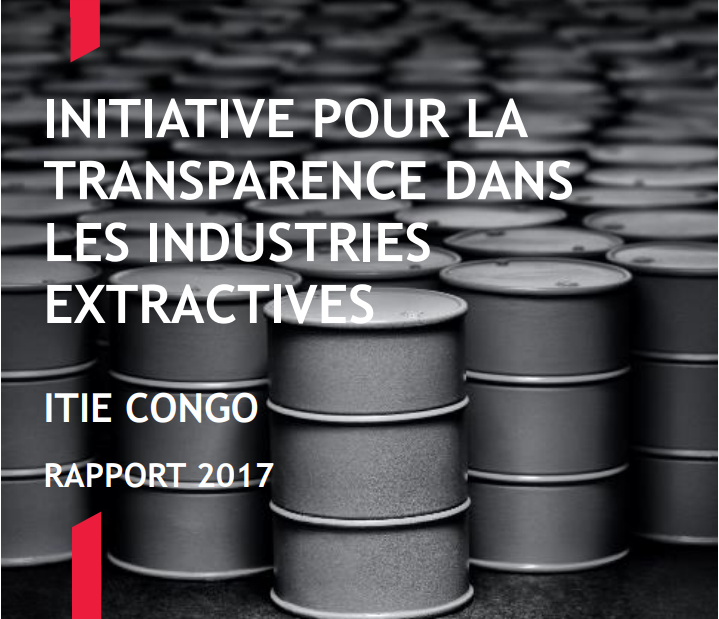 INITIATIVE POUR LA
TRANSPARENCE DANS
LES INDUSTRIES
EXTRACTIVES
ITIE CONGO
RAPPORT 2017